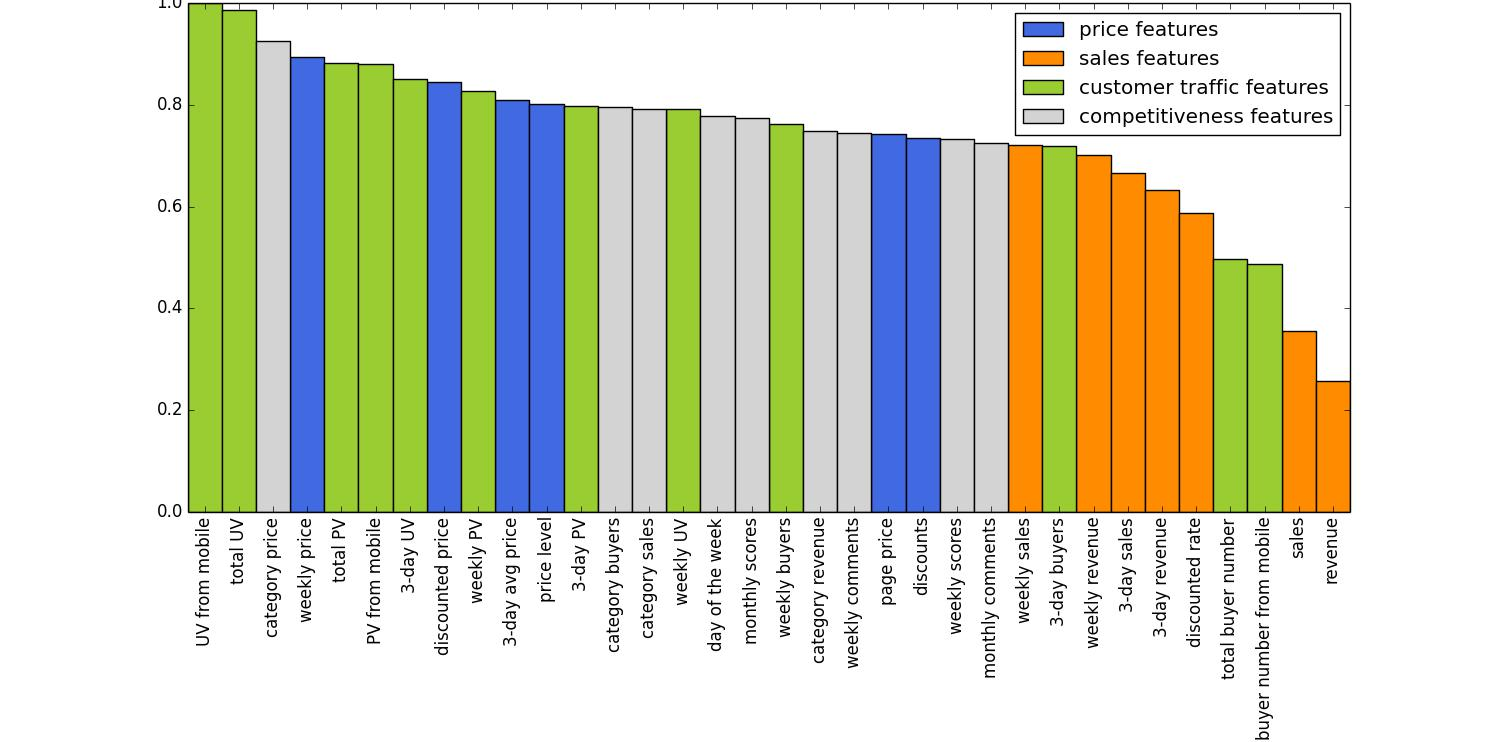 1.0
0.8
0.6
0.4
0.2
0.0
price features
sales features
customer traffic features
competitiveness features
UV from mobile
total UV
category price
weekly price
total PV
PV from mobile
3-day UV
discounted price
weekly PV
3-day avg price
price level
3-day PV
category buyers
category sales
weekly UV
day of the week
monthly scores
weekly buyers
category revenue
weekly comments
page price
discounts
weekly scores
monthly comments
weekly sales
3-day buyers
weekly revenue
3-day sales
3-day revenue
discounted rate
total buyer number
buyer number from mobile
sales
revenue